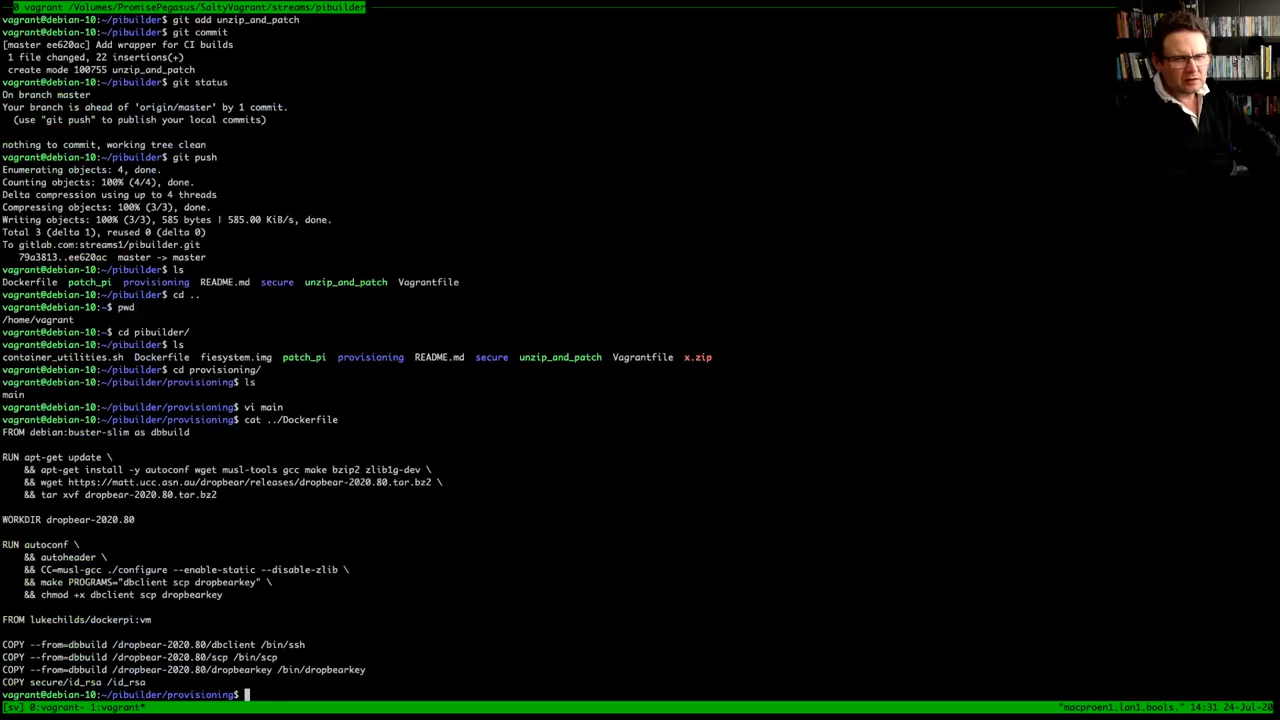 0 vagrant /Volumes/PromisePegasus/SaltyVagrant/streams/pibuilder
vagrant@debian-10:~/pibuilder$ git add unzip_and_patch
vagrant@debian-10:~/pibuilder$ git commit
[master ee620ac] Add wrapper for CI builds
 1 file changed, 22 insertions(+)
 create mode 100755 unzip_and_patch
vagrant@debian-10:~/pibuilder$ git status
On branch master
Your branch is ahead of 'origin/master' by 1 commit.
  (use "git push" to publish your local commits)
nothing to commit, working tree clean
vagrant@debian-10:~/pibuilder$ git push
Enumerating objects: 4, done.
Counting objects: 100% (4/4), done.
Delta compression using up to 4 threads
Compressing objects: 100% (3/3), done.
Writing objects: 100% (3/3), 585 bytes | 585.00 KiB/s, done.
Total 3 (delta 1), reused 0 (delta 0)
To gitlab.com:streams1/pibuilder.git
   79a3813..ee620ac  master -> master
vagrant@debian-10:~/pibuilder$ ls
Dockerfile  patch_pi  provisioning  README.md  secure  unzip_and_patch  Vagrantfile
vagrant@debian-10:~/pibuilder$ cd ..
vagrant@debian-10:~$ pwd
/home/vagrant
vagrant@debian-10:~$ cd pibuilder/
vagrant@debian-10:~/pibuilder$ ls
container_utilities.sh  Dockerfile  fiesystem.img  patch_pi  provisioning  README.md  secure  unzip_and_patch  Vagrantfile  x.zip
vagrant@debian-10:~/pibuilder$ cd provisioning/
vagrant@debian-10:~/pibuilder/provisioning$ ls
main
vagrant@debian-10:~/pibuilder/provisioning$ vi main
vagrant@debian-10:~/pibuilder/provisioning$ cat ../Dockerfile
FROM debian:buster-slim as dbbuild
RUN apt-get update \
    && apt-get install -y autoconf wget musl-tools gcc make bzip2 zlib1g-dev \
    && wget https://matt.ucc.asn.au/dropbear/releases/dropbear-2020.80.tar.bz2 \
    && tar xvf dropbear-2020.80.tar.bz2
WORKDIR dropbear-2020.80
RUN autoconf \
    && autoheader \
    && CC=musl-gcc ./configure --enable-static --disable-zlib \
    && make PROGRAMS="dbclient scp dropbearkey" \
    && chmod +x dbclient scp dropbearkey
FROM lukechilds/dockerpi:vm
COPY --from=dbbuild /dropbear-2020.80/dbclient /bin/ssh
COPY --from=dbbuild /dropbear-2020.80/scp /bin/scp
COPY --from=dbbuild /dropbear-2020.80/dropbearkey /bin/dropbearkey
COPY secure/id_rsa /id_rsa
vagrant@debian-10:~/pibuilder/provisioning$
[sv] 0:vagrant- 1:vagrant* "macproen1.lan1.bools." 14:31 24-Jul-20